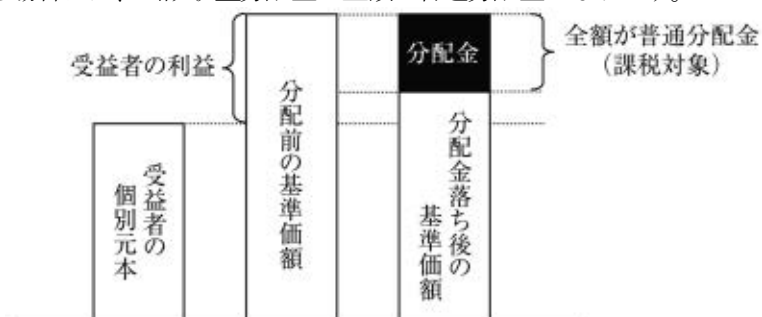 全額が普通分配金
（課税対象）
分配金
受益者の利益
分配前の基準価額
分配金落ち後の
基準価額
受益者の
個別元本